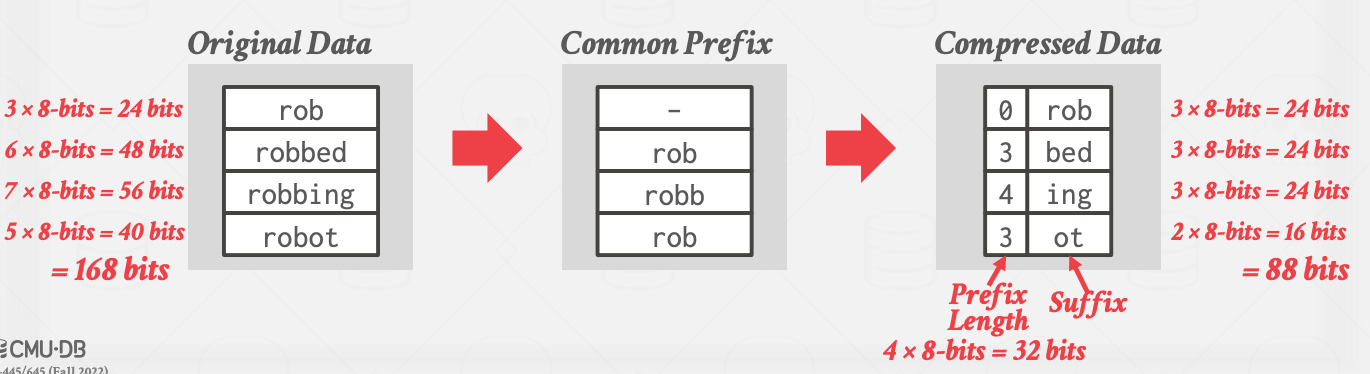 Original Data
Common Prefix
Compressed Data
3 × 8-bits = 24 bits
rob
-
0 rob
3 × 8-bits = 24 bits
6 × 8-bits = 48 bits
robbed
rob
3 bed
3 × 8-bits = 24 bits
7 × 8-bits = 56 bits
robbing
robb
4 ing
3 × 8-bits = 24 bits
5 × 8-bits = 40 bits
robot
rob
3 ot
2 × 8-bits = 16 bits
= 168 bits
= 88 bits
Prefix
Length
Suffix
4 × 8-bits = 32 bits
CMU·DB
-445/645 (Fall 2022)